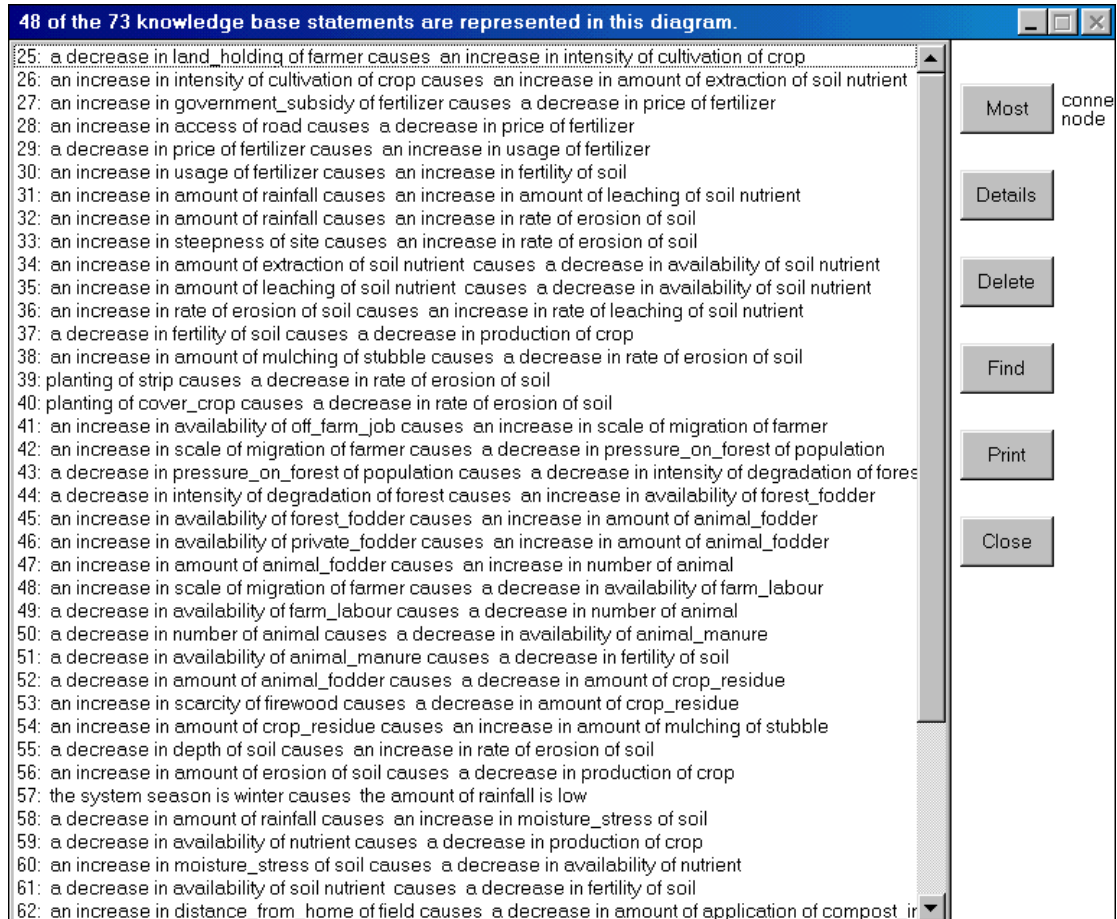 48 of the 73 knowledge base statements are represented in this diagram.
25: a decrease in land_holding of farmer causes an increase in intensity of cultivation of crop
26: an increase in intensity of cultivation of crop causes an increase in amount of extraction of soil nutrient
27: an increase in government_subsidy of fertilizer causes a decrease in price of fertilizer
28: an increase in access of road causes a decrease in price of fertilizer
29: a decrease in price of fertilizer causes an increase in usage of fertilizer
30: an increase in usage of fertilizer causes an increase in fertility of soil
31: an increase in amount of rainfall causes an increase in amount of leaching of soil nutrient
32: an increase in amount of rainfall causes an increase in rate of erosion of soil
33: an increase in steepness of site causes an increase in rate of erosion of soil
34: an increase in amount of extraction of soil nutrient causes a decrease in availability of soil nutrient
35: an increase in amount of leaching of soil nutrient causes a decrease in availability of soil nutrient
36: an increase in rate of erosion of soil causes an increase in rate of leaching of soil nutrient
37: a decrease in fertility of soil causes a decrease in production of crop
38: an increase in amount of mulching of stubble causes a decrease in rate of erosion of soil
39: planting of strip causes a decrease in rate of erosion of soil
40: planting of cover_crop causes a decrease in rate of erosion of soil
41: an increase in availability of off_farm_job causes an increase in scale of migration of farmer
42: an increase in scale of migration of farmer causes a decrease in pressure_on_forest of population
43: a decrease in pressure_on_forest of population causes a decrease in intensity of degradation of fores
44: a decrease in intensity of degradation of forest causes an increase in availability of forest_fodder
45: an increase in availability of forest_fodder causes an increase in amount of animal_fodder
46: an increase in availability of private_fodder causes an increase in amount of animal_fodder
47: an increase in amount of animal_fodder causes an increase in number of animal
48: an increase in scale of migration of farmer causes a decrease in availability of farm_labour
49: a decrease in availability of farm_labour causes a decrease in number of animal
50: a decrease in number of animal causes a decrease in availability of animal_manure
51: a decrease in availability of animal_manure causes a decrease in fertility of soil
52: a decrease in amount of animal_fodder causes a decrease in amount of crop_residue
53: an increase in scarcity of firewood causes a decrease in amount of crop_residue
54: an increase in amount of crop_residue causes an increase in amount of mulching of stubble
55: a decrease in depth of soil causes an increase in rate of erosion of soil
56: an increase in amount of erosion of soil causes a decrease in production of crop
57: the system season is winter causes the amount of rainfall is low
58: a decrease in amount of rainfall causes an increase in moisture_stress of soil
59: a decrease in availability of nutrient causes a decrease in production of crop
60: an increase in moisture_stress of soil causes a decrease in availability of nutrient
61: a decrease in availability of soil nutrient causes a decrease in fertility of soil
62: an increase in distance_from_home of field causes a decrease in amount of application of compost_in
Most
conne
node
Details
Delete
Find
Print
Close